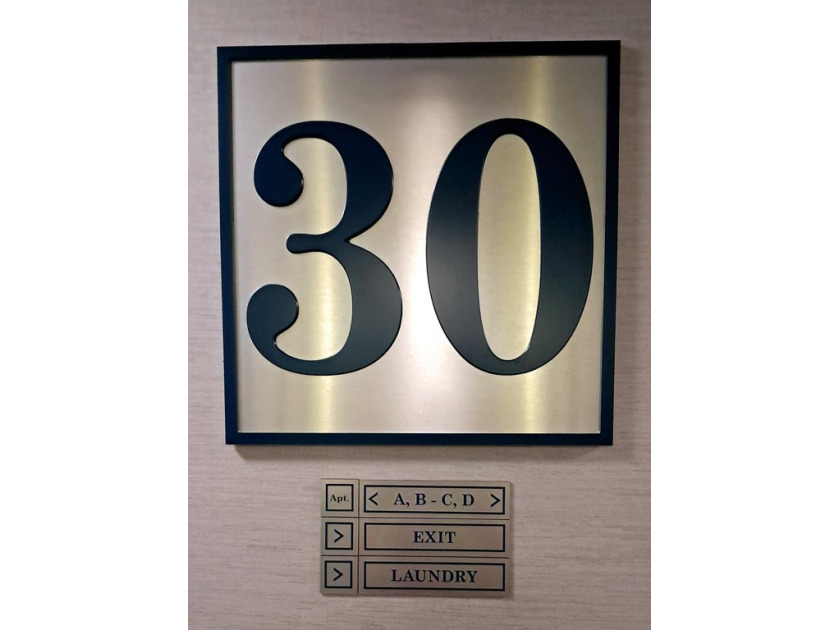 30
Apt. < A, B - C, D >
> EXIT
> LAUNDRY